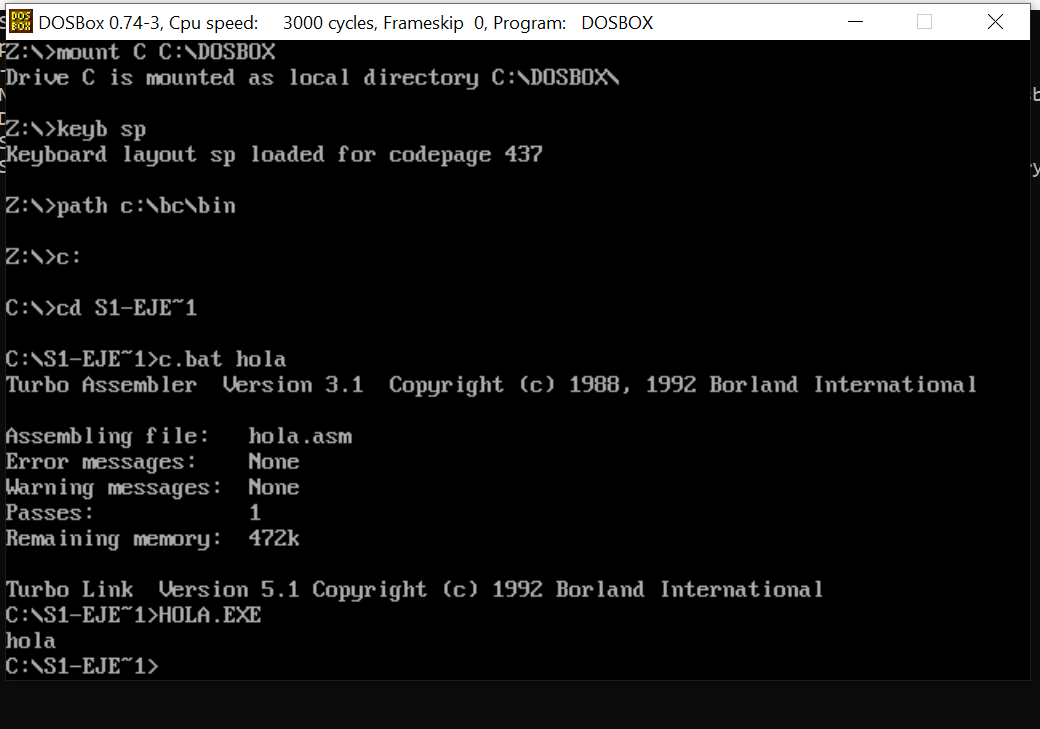 DOS
BOX
DOSBox 0.74-3, Cpu speed: 3000 cycles, Frameskip 0, Program: DOSBOX
Z:\>mount C C:\DOSBOX
Drive C is mounted as local directory C:\DOSBOX\
Z:\>keyb sp
Keyboard layout sp loaded for codepage 437
Z:\>path c:\bc\bin
Z:\>c:
C:\>cd S1-EJE~1
C:\S1-EJE~1>c.bat hola
Turbo Assembler Version 3.1 Copyright (c) 1988, 1992 Borland International
Assembling file: hola.asm
Error messages: None
Warning messages: None
Passes: 1
Remaining memory: 472k
Turbo Link Version 5.1 Copyright (c) 1992 Borland International
C:\S1-EJE~1>HOLA.EXE
hola
C:\S1-EJE~1>